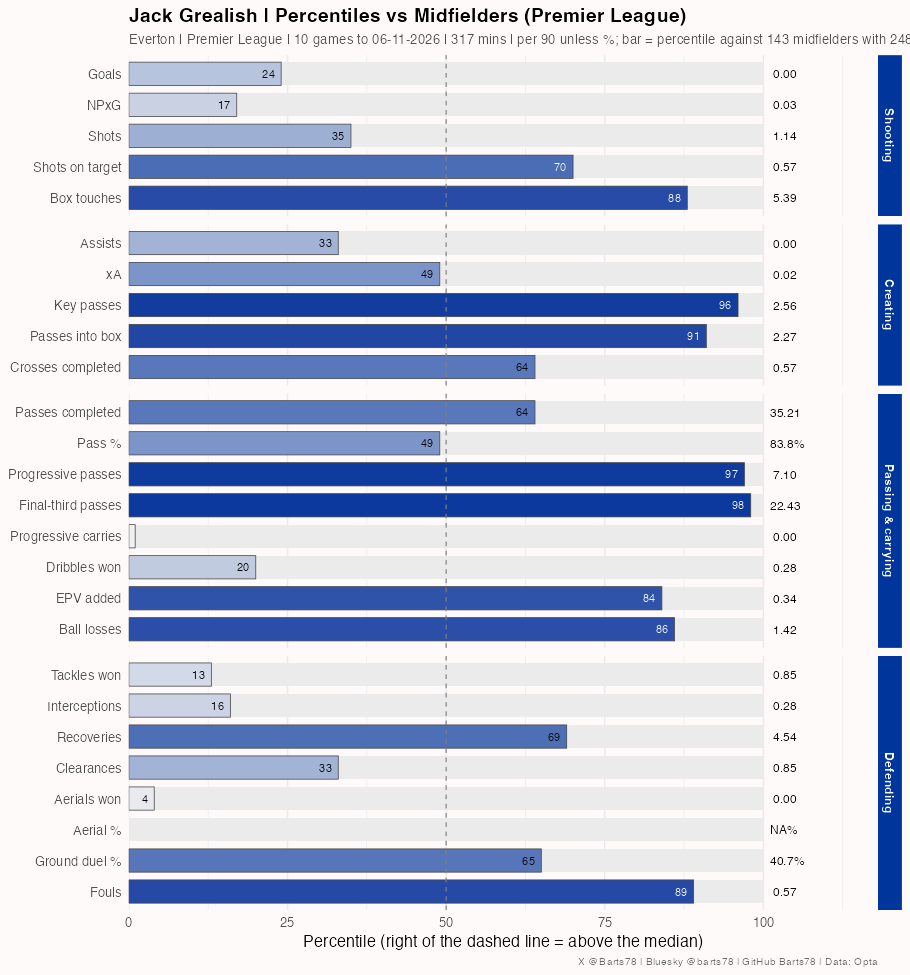 Jack Grealish | Percentiles vs Midfielders (Premier League)
Everton | Premier League | 10 games to 06-11-2026 | 317 mins | per 90 unless %; bar = percentile against 143 midfielders with 248
Goals 24 0.00
NPxG 17 0.03
Shots 35 1.14
Shots on target 70 0.57
Box touches 88 5.39
Shooting
Assists 33 0.00
xA 49 0.02
Key passes 96 2.56
Passes into box 91 2.27
Crosses completed 64 0.57
Creating
Passes completed 64 35.21
Pass % 49 83.8%
Progressive passes 97 7.10
Final-third passes 98 22.43
Progressive carries 0.00
Dribbles won 20 0.28
EPV added 84 0.34
Ball losses 86 1.42
Passing & carrying
Tackles won 13 0.85
Interceptions 16 0.28
Recoveries 69 4.54
Clearances 33 0.85
Aerials won 4 0.00
Aerial % NA%
Ground duel % 65 40.7%
Fouls 89 0.57
Defending
0 25 50 75 100
Percentile (right of the dashed line = above the median)
X @Barts78 | Bluesky @barts78 | GitHub Barts78 | Data: Opta